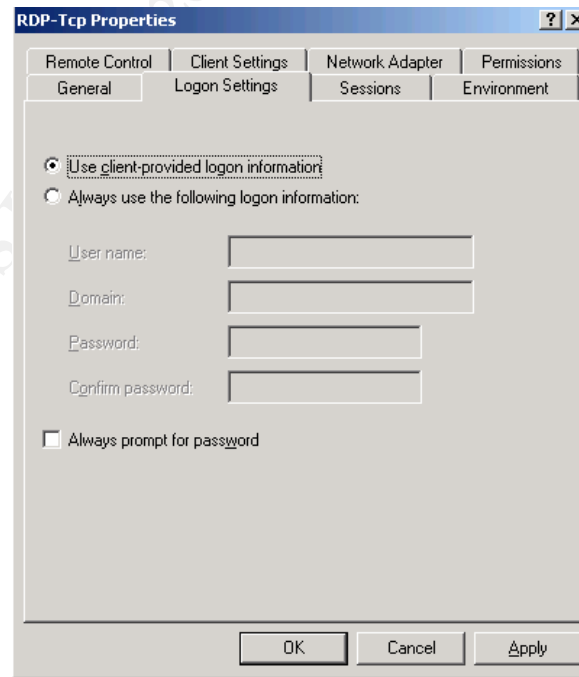 RDP-Tcp Properties
Remote Control Client Settings Network Adapter Permissions
General Logon Settings Sessions Environment
Use client-provided logon information
Always use the following logon information:
User name:
Domain:
Password:
Confirm password:
Always prompt for password
OK Cancel Apply